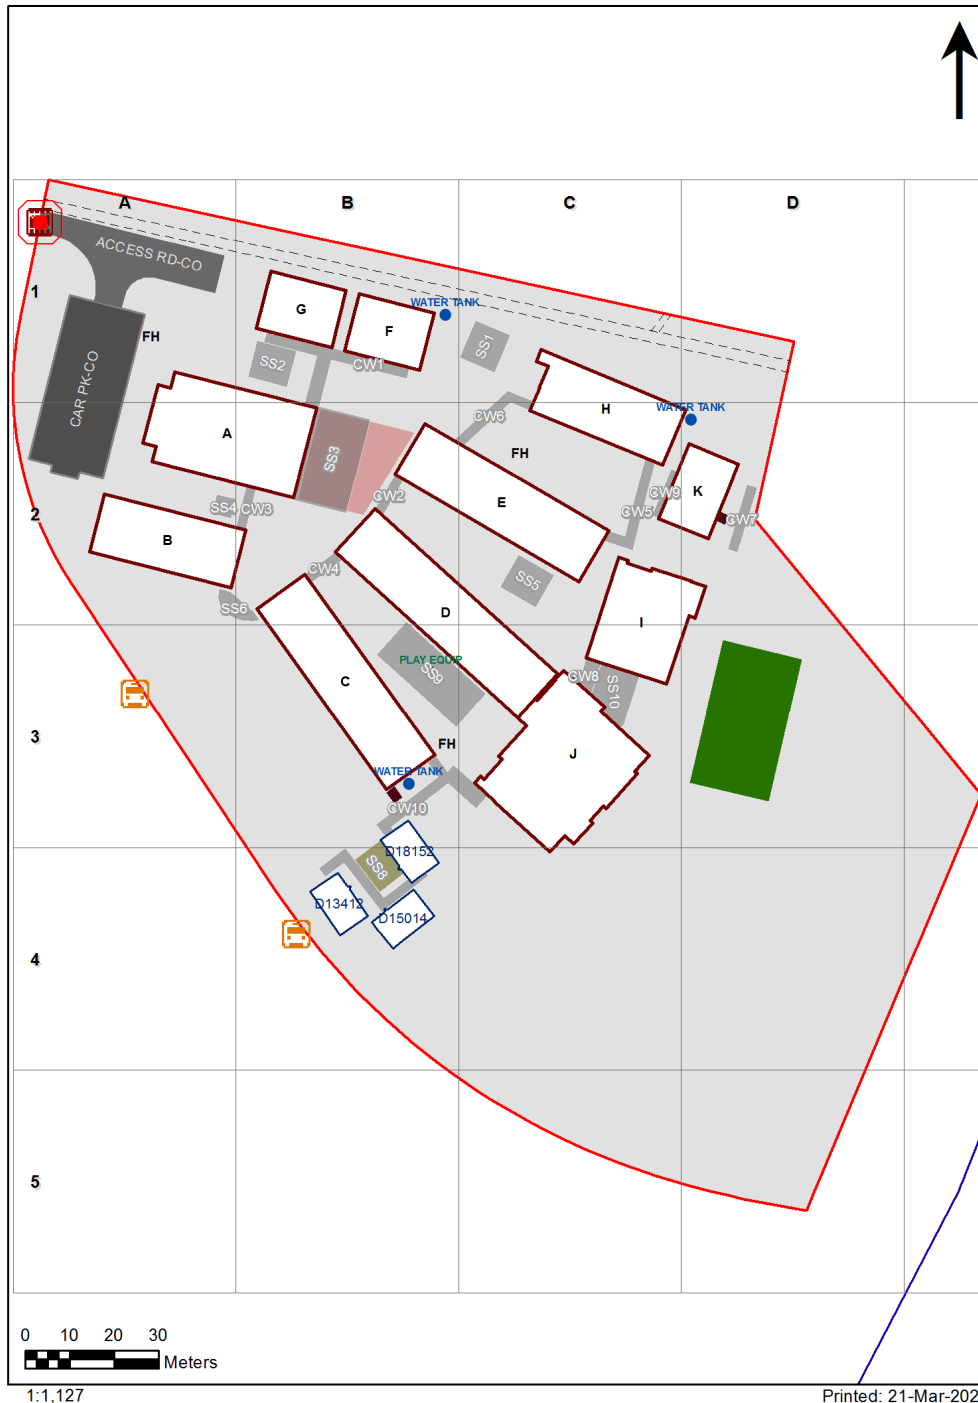 A
B
C
D
ACCESS RD-CO
1
G
WATER TANK
F
FH
SS1
SS2
CW1
CAR PK-CO
H
WATER TANK
CW6
A
SS3
FH
K
CW9
CW2
E
SS4
CW3
CW5
CW7
2
B
CW4
SS5
SS6
D
I
PLAY EQUIP
SS9
C
CW8
SS10
3
FH
J
WATER TANK
CW10
D18152
SS8
D13412
D15014
4
5
0 10 20 30
Meters
1:1,127
Printed: 21-Mar-202